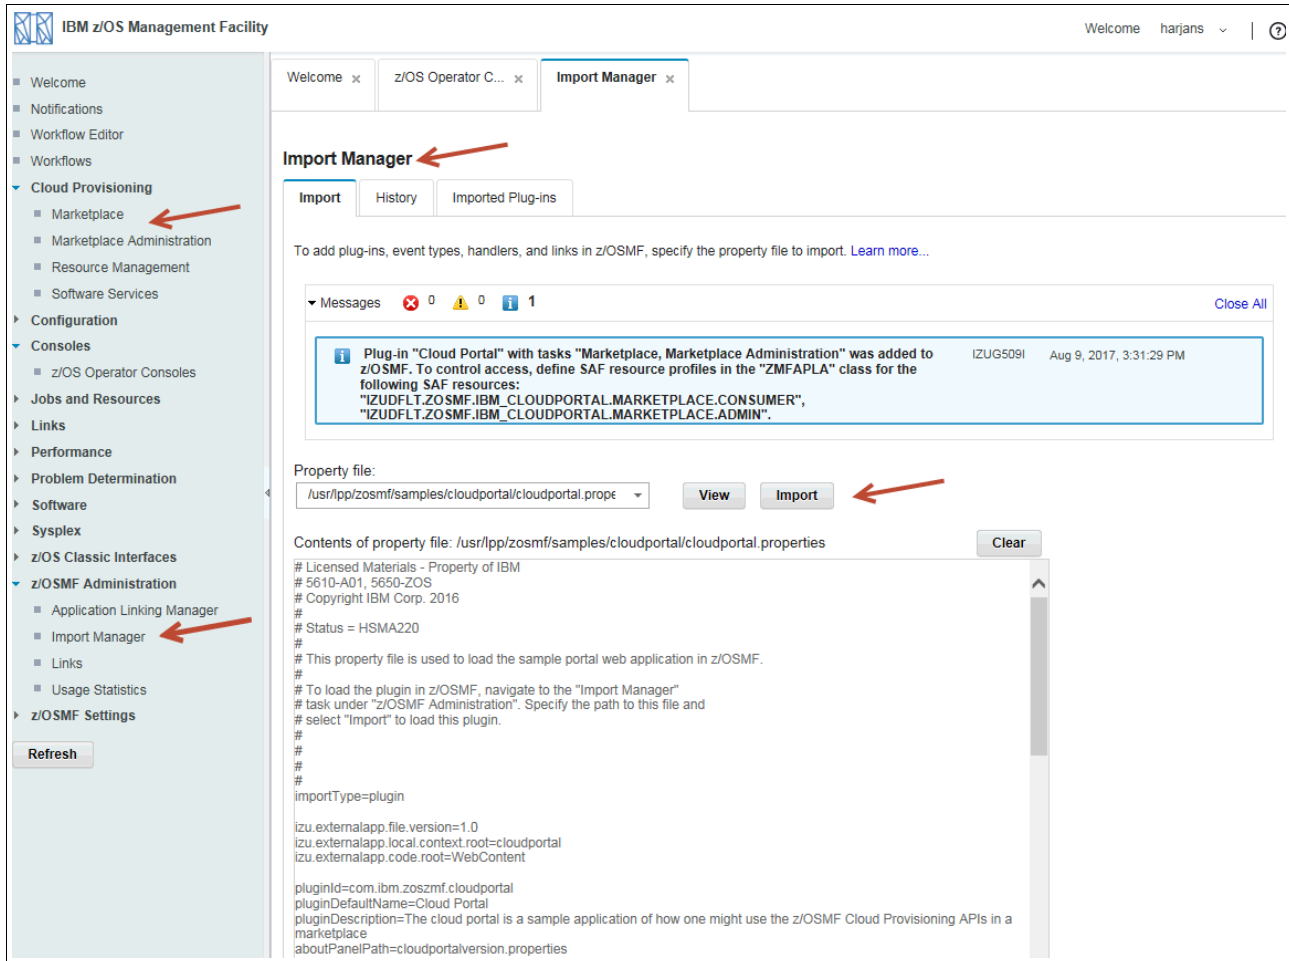 IBM z/OS Management Facility
Welcome harjans
Welcome
Notifications
Workflow Editor
Workflows
Cloud Provisioning
Marketplace
Marketplace Administration
Resource Management
Software Services
Configuration
Consoles
z/OS Operator Consoles
Jobs and Resources
Links
Performance
Problem Determination
Software
Sysplex
z/OS Classic Interfaces
z/OSMF Administration
Application Linking Manager
Import Manager
Links
Usage Statistics
z/OSMF Settings
Refresh
Welcome x z/OS Operator C... x Import Manager x
Import Manager
Import History Imported Plug-ins
To add plug-ins, event types, handlers, and links in z/OSMF, specify the property file to import. Learn more...
Messages 0 0 1 Close All
Plug-in "Cloud Portal" with tasks "Marketplace, Marketplace Administration" was added to IZUG509I Aug 9, 2017, 3:31:29 PM
z/OSMF. To control access, define SAF resource profiles in the "ZMFAPLA" class for the
following SAF resources:
"IZUDFLT.ZOSMF.IBM_CLOUDPORTAL.MARKETPLACE.CONSUMER",
"IZUDFLT.ZOSMF.IBM_CLOUDPORTAL.MARKETPLACE.ADMIN".
Property file:
/usr/lpp/zosmf/samples/cloudportal/cloudportal.prope View Import
Contents of property file: /usr/lpp/zosmf/samples/cloudportal/cloudportal.properties Clear
# Licensed Materials - Property of IBM
# 5610-A01, 5650-ZOS
# Copyright IBM Corp. 2016
#
# Status = HSMA220
#
# This property file is used to load the sample portal web application in z/OSMF.
#
# To load the plugin in z/OSMF, navigate to the "Import Manager"
# task under "z/OSMF Administration". Specify the path to this file and
# select "Import" to load this plugin.
#
#
#
#
importType=plugin
izu.externalapp.file.version=1.0
izu.externalapp.local.context.root=cloudportal
izu.externalapp.code.root=WebContent
pluginId=com.ibm.zoszmf.cloudportal
pluginDefaultName=Cloud Portal
pluginDescription=The cloud portal is a sample application of how one might use the z/OSMF Cloud Provisioning APIs in a
marketplace
aboutPanelPath=cloudportalversion.properties